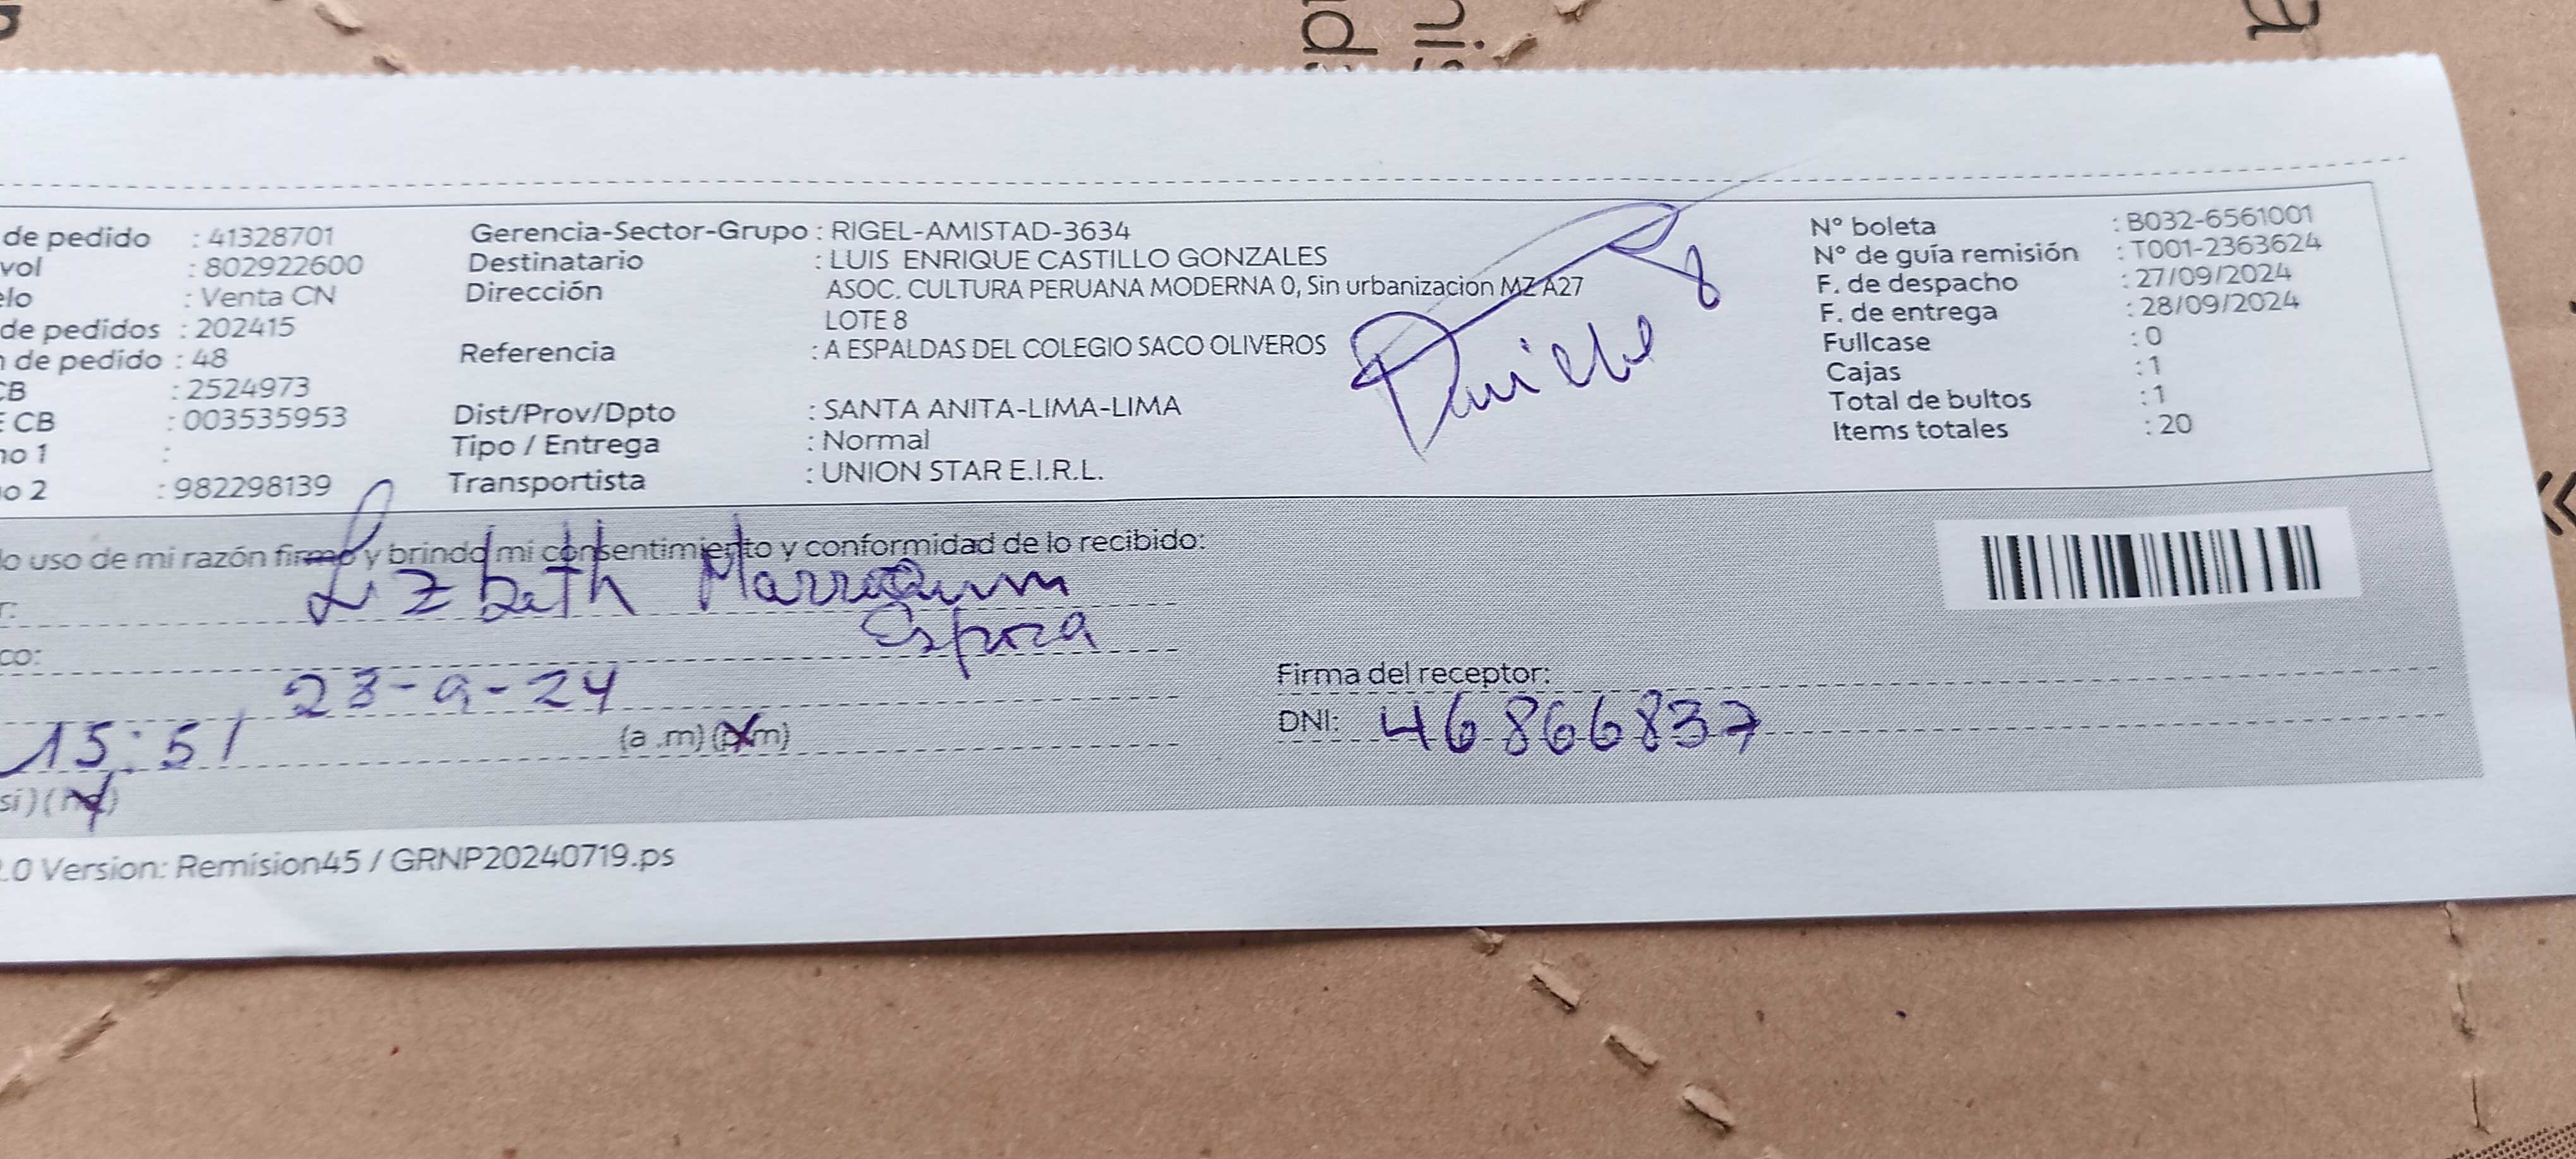 de pedido : 41328701
vol : 802922600
elo : Venta CN
de pedidos : 202415
n de pedido : 48
CB : 2524973
E CB : 003535953
no 1 :
o 2 : 982298139
Gerencia-Sector-Grupo : RIGEL-AMISTAD-3634
Destinatario : LUIS ENRIQUE CASTILLO GONZALES
Dirección ASOC. CULTURA PERUANA MODERNA 0, Sin urbanizacion MZ A27
LOTE 8
Referencia : A ESPALDAS DEL COLEGIO SACO OLIVEROS
Dist/Prov/Dpto : SANTA ANITA-LIMA-LIMA
Tipo / Entrega : Normal
Transportista : UNION STAR E.I.R.L.
N° boleta : B032-6561001
N° de guía remisión : T001-2363624
F. de despacho : 27/09/2024
F. de entrega : 28/09/2024
Fullcase : 0
Cajas : 1
Total de bultos : 1
Items totales : 20
lo uso de mi razón firmo y brindo mi consentimiento y conformidad de lo recibido:
r: Lizbeth Marroquin
co: Esposa
28-9-24
15:51 (a .m) (p.m)
si) (no)
Firma del receptor:
DNI: 46866837
2.0 Version: Remision45 / GRNP20240719.ps